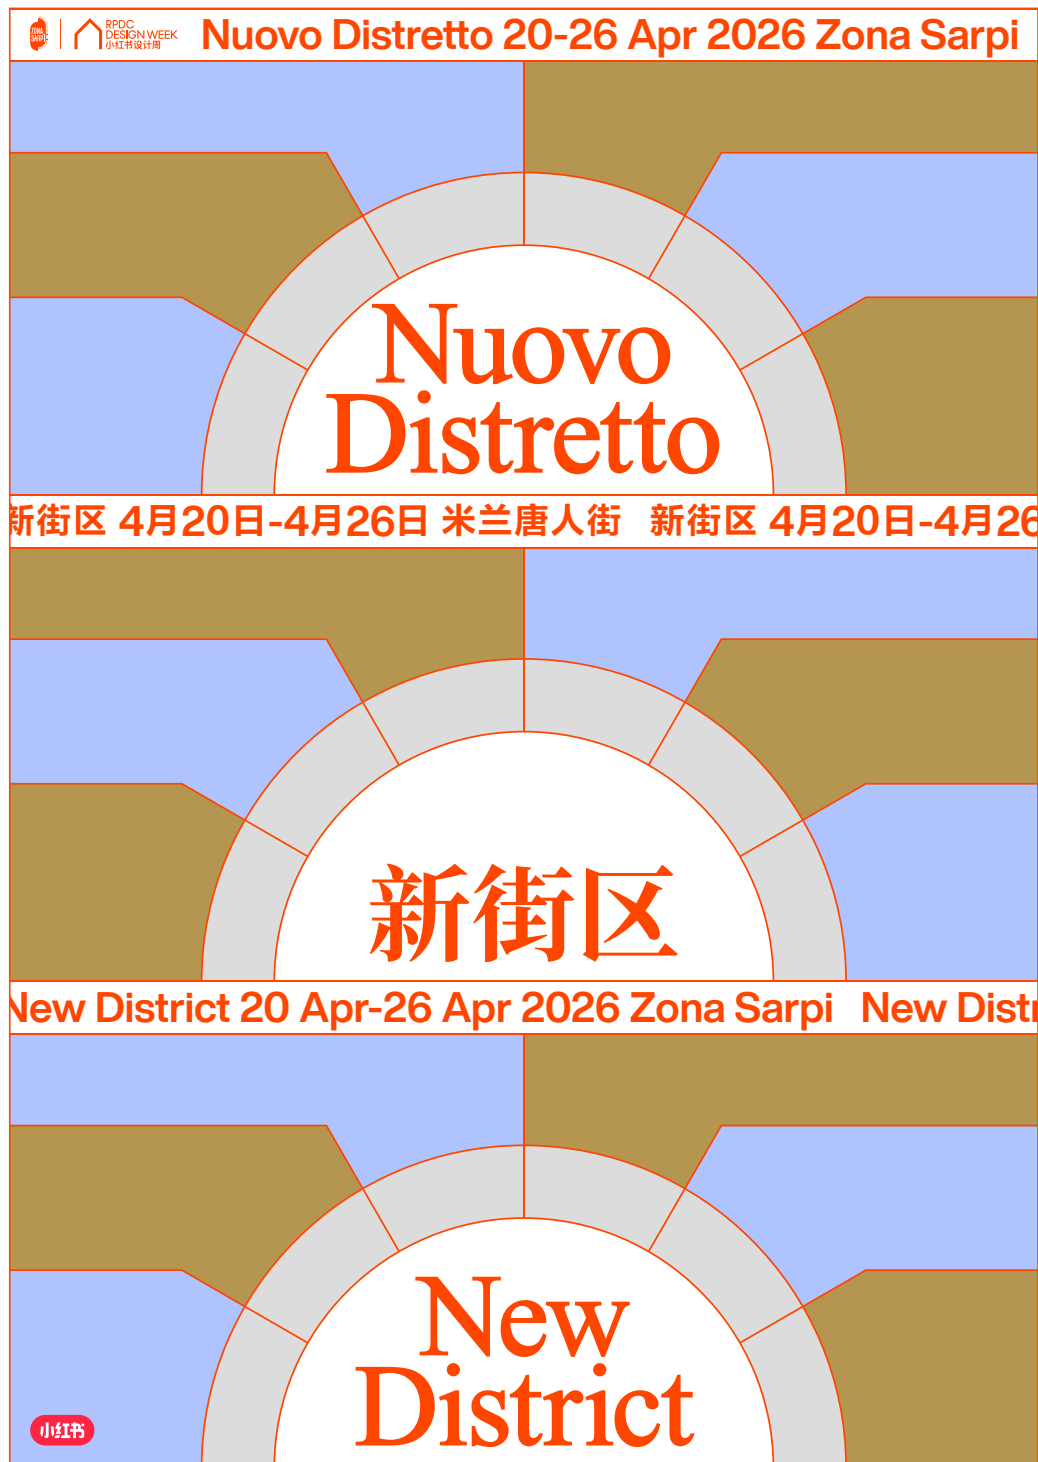 ZONA
SARPI
RPDC
DESIGN WEEK
小红书设计周
Nuovo Distretto 20-26 Apr 2026 Zona Sarpi
Nuovo
Distretto
新街区 4月20日-4月26日 米兰唐人街 新街区 4月20日-4月26
新街区
New District 20 Apr-26 Apr 2026 Zona Sarpi New Distr
New
District
小红书